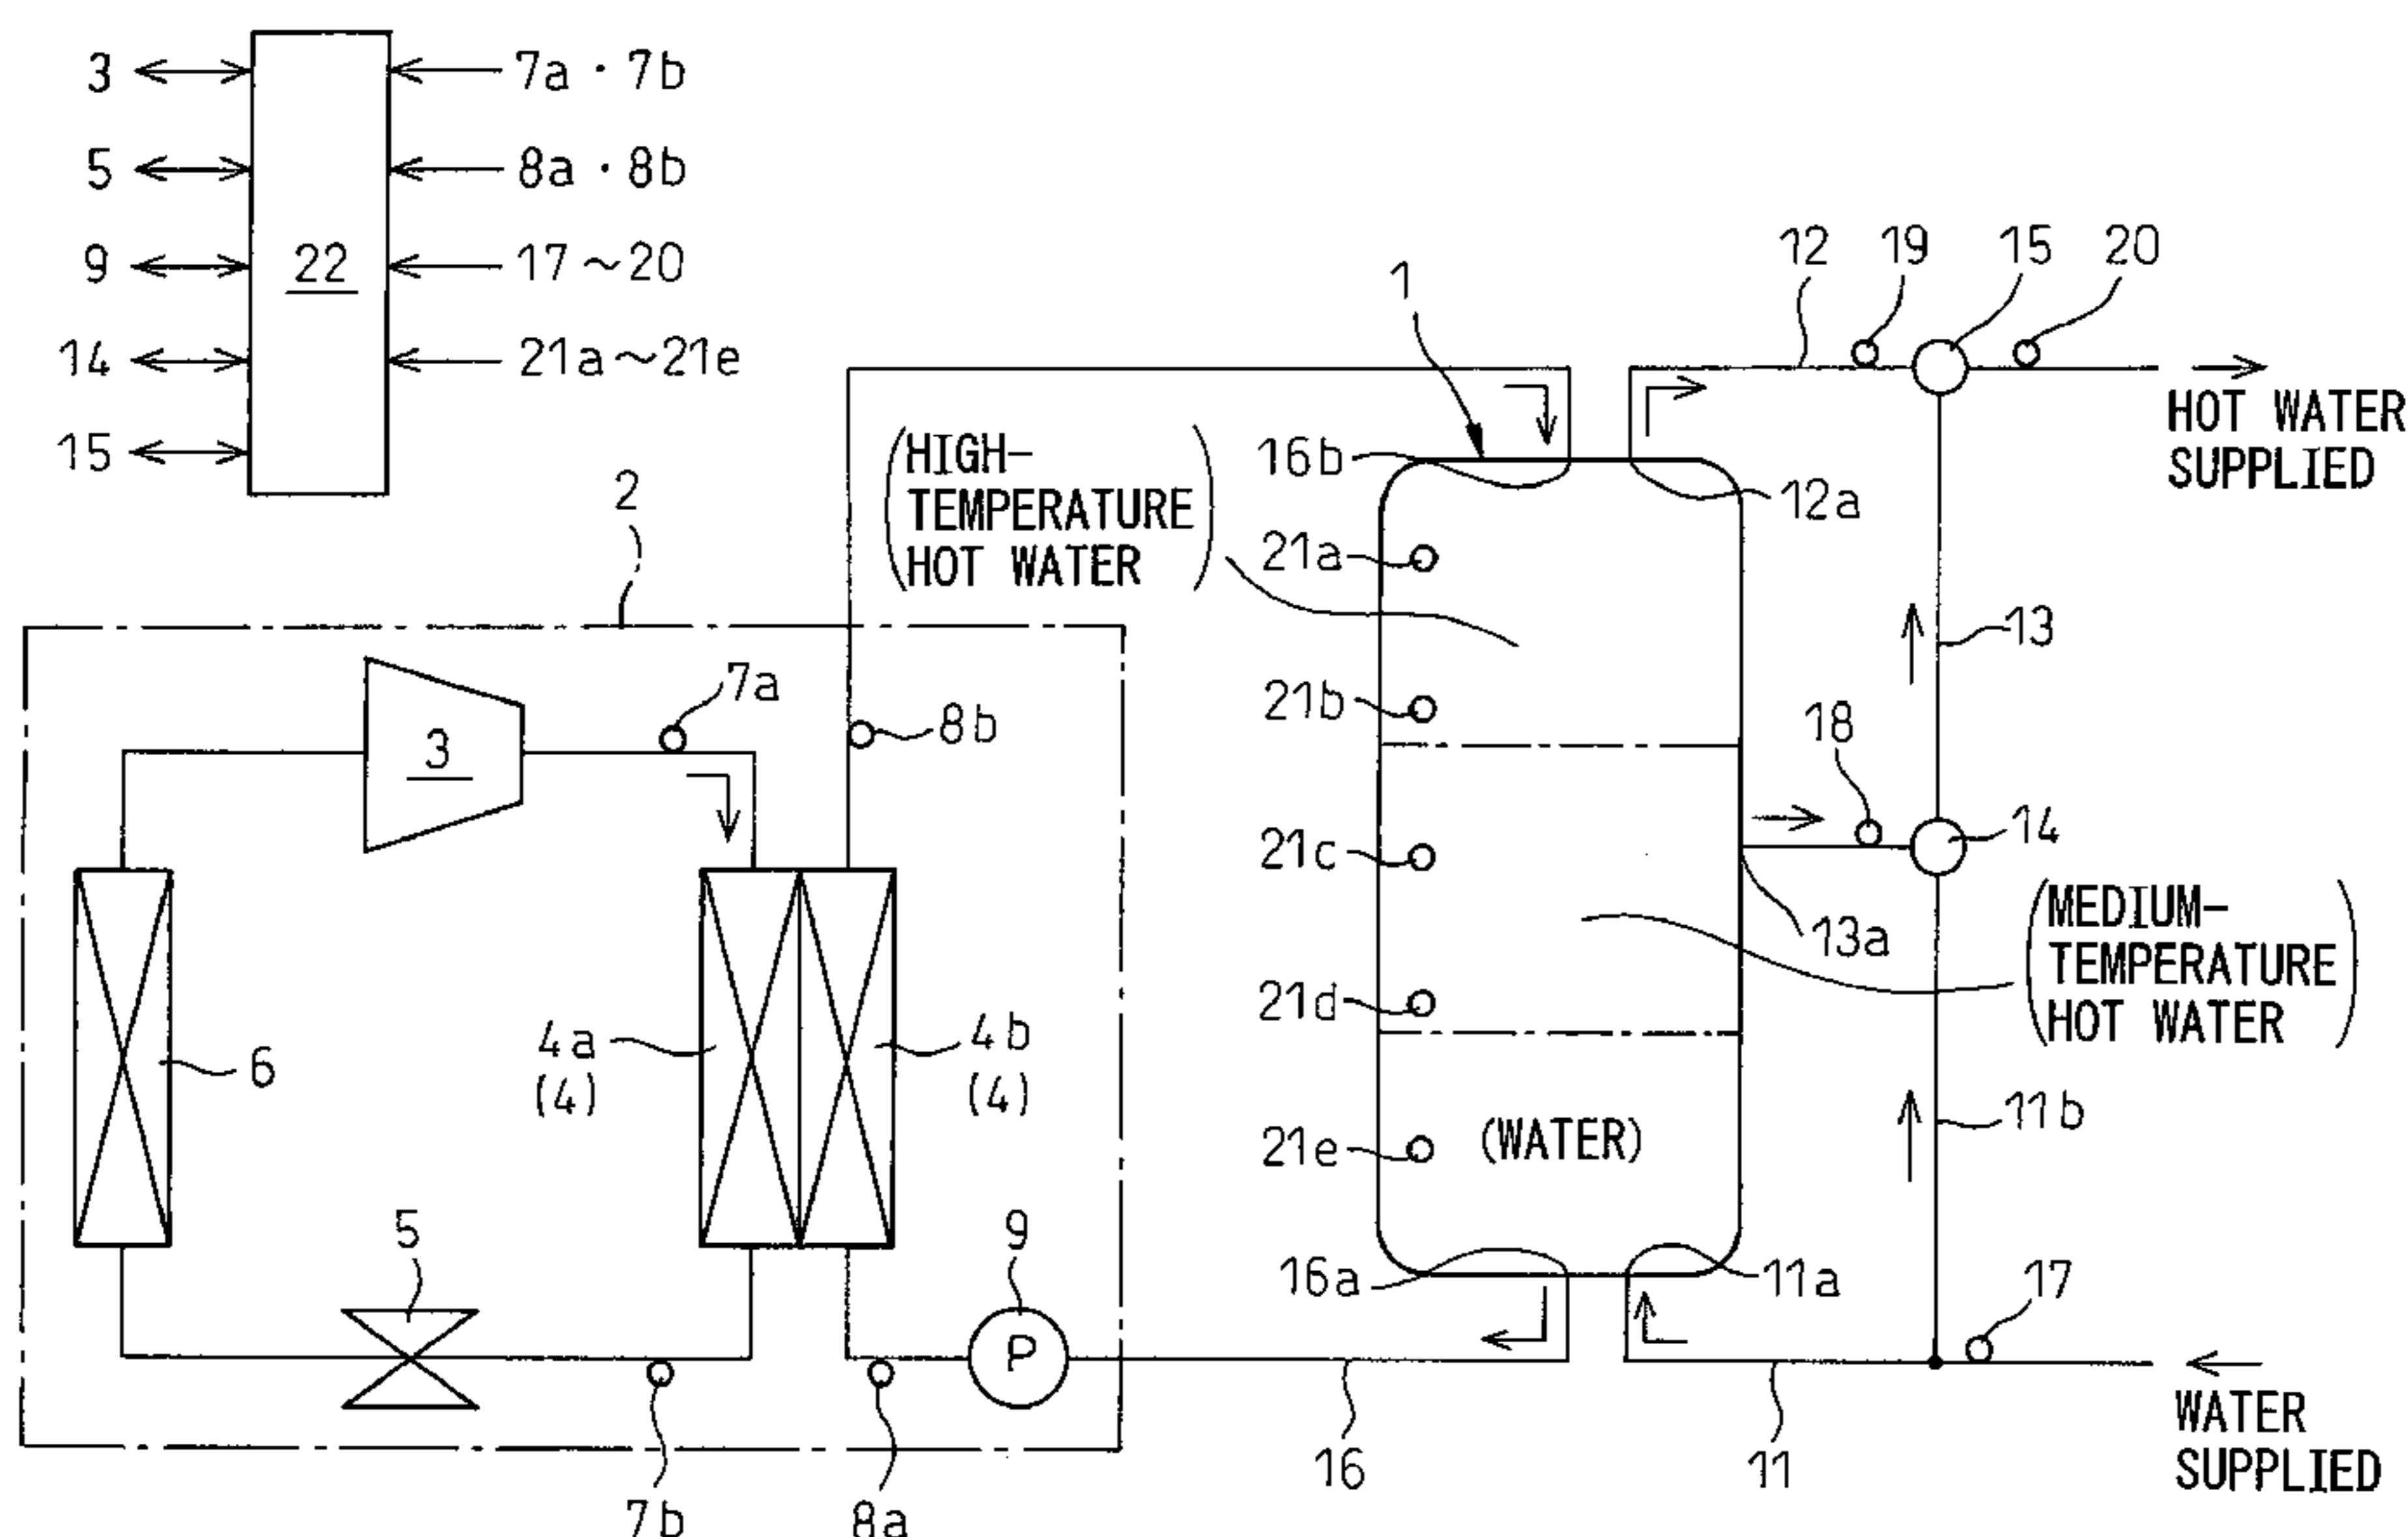 3
7a · 7b
5
8a · 8b
9
22
17~20
14
21a~21e
15
12
19
15
20
1
HOT WATER
SUPPLIED
(HIGH-
TEMPERATURE
HOT WATER)
16b
12a
2
21a
13
7a
21b
8b
18
3
21c
14
13a
(MEDIUM-
TEMPERATURE
HOT WATER)
21d
4a
(4)
4b
(4)
6
11b
21e
(WATER)
5
9
16a
11a
17
P
16
11
WATER
SUPPLIED
7b
8a